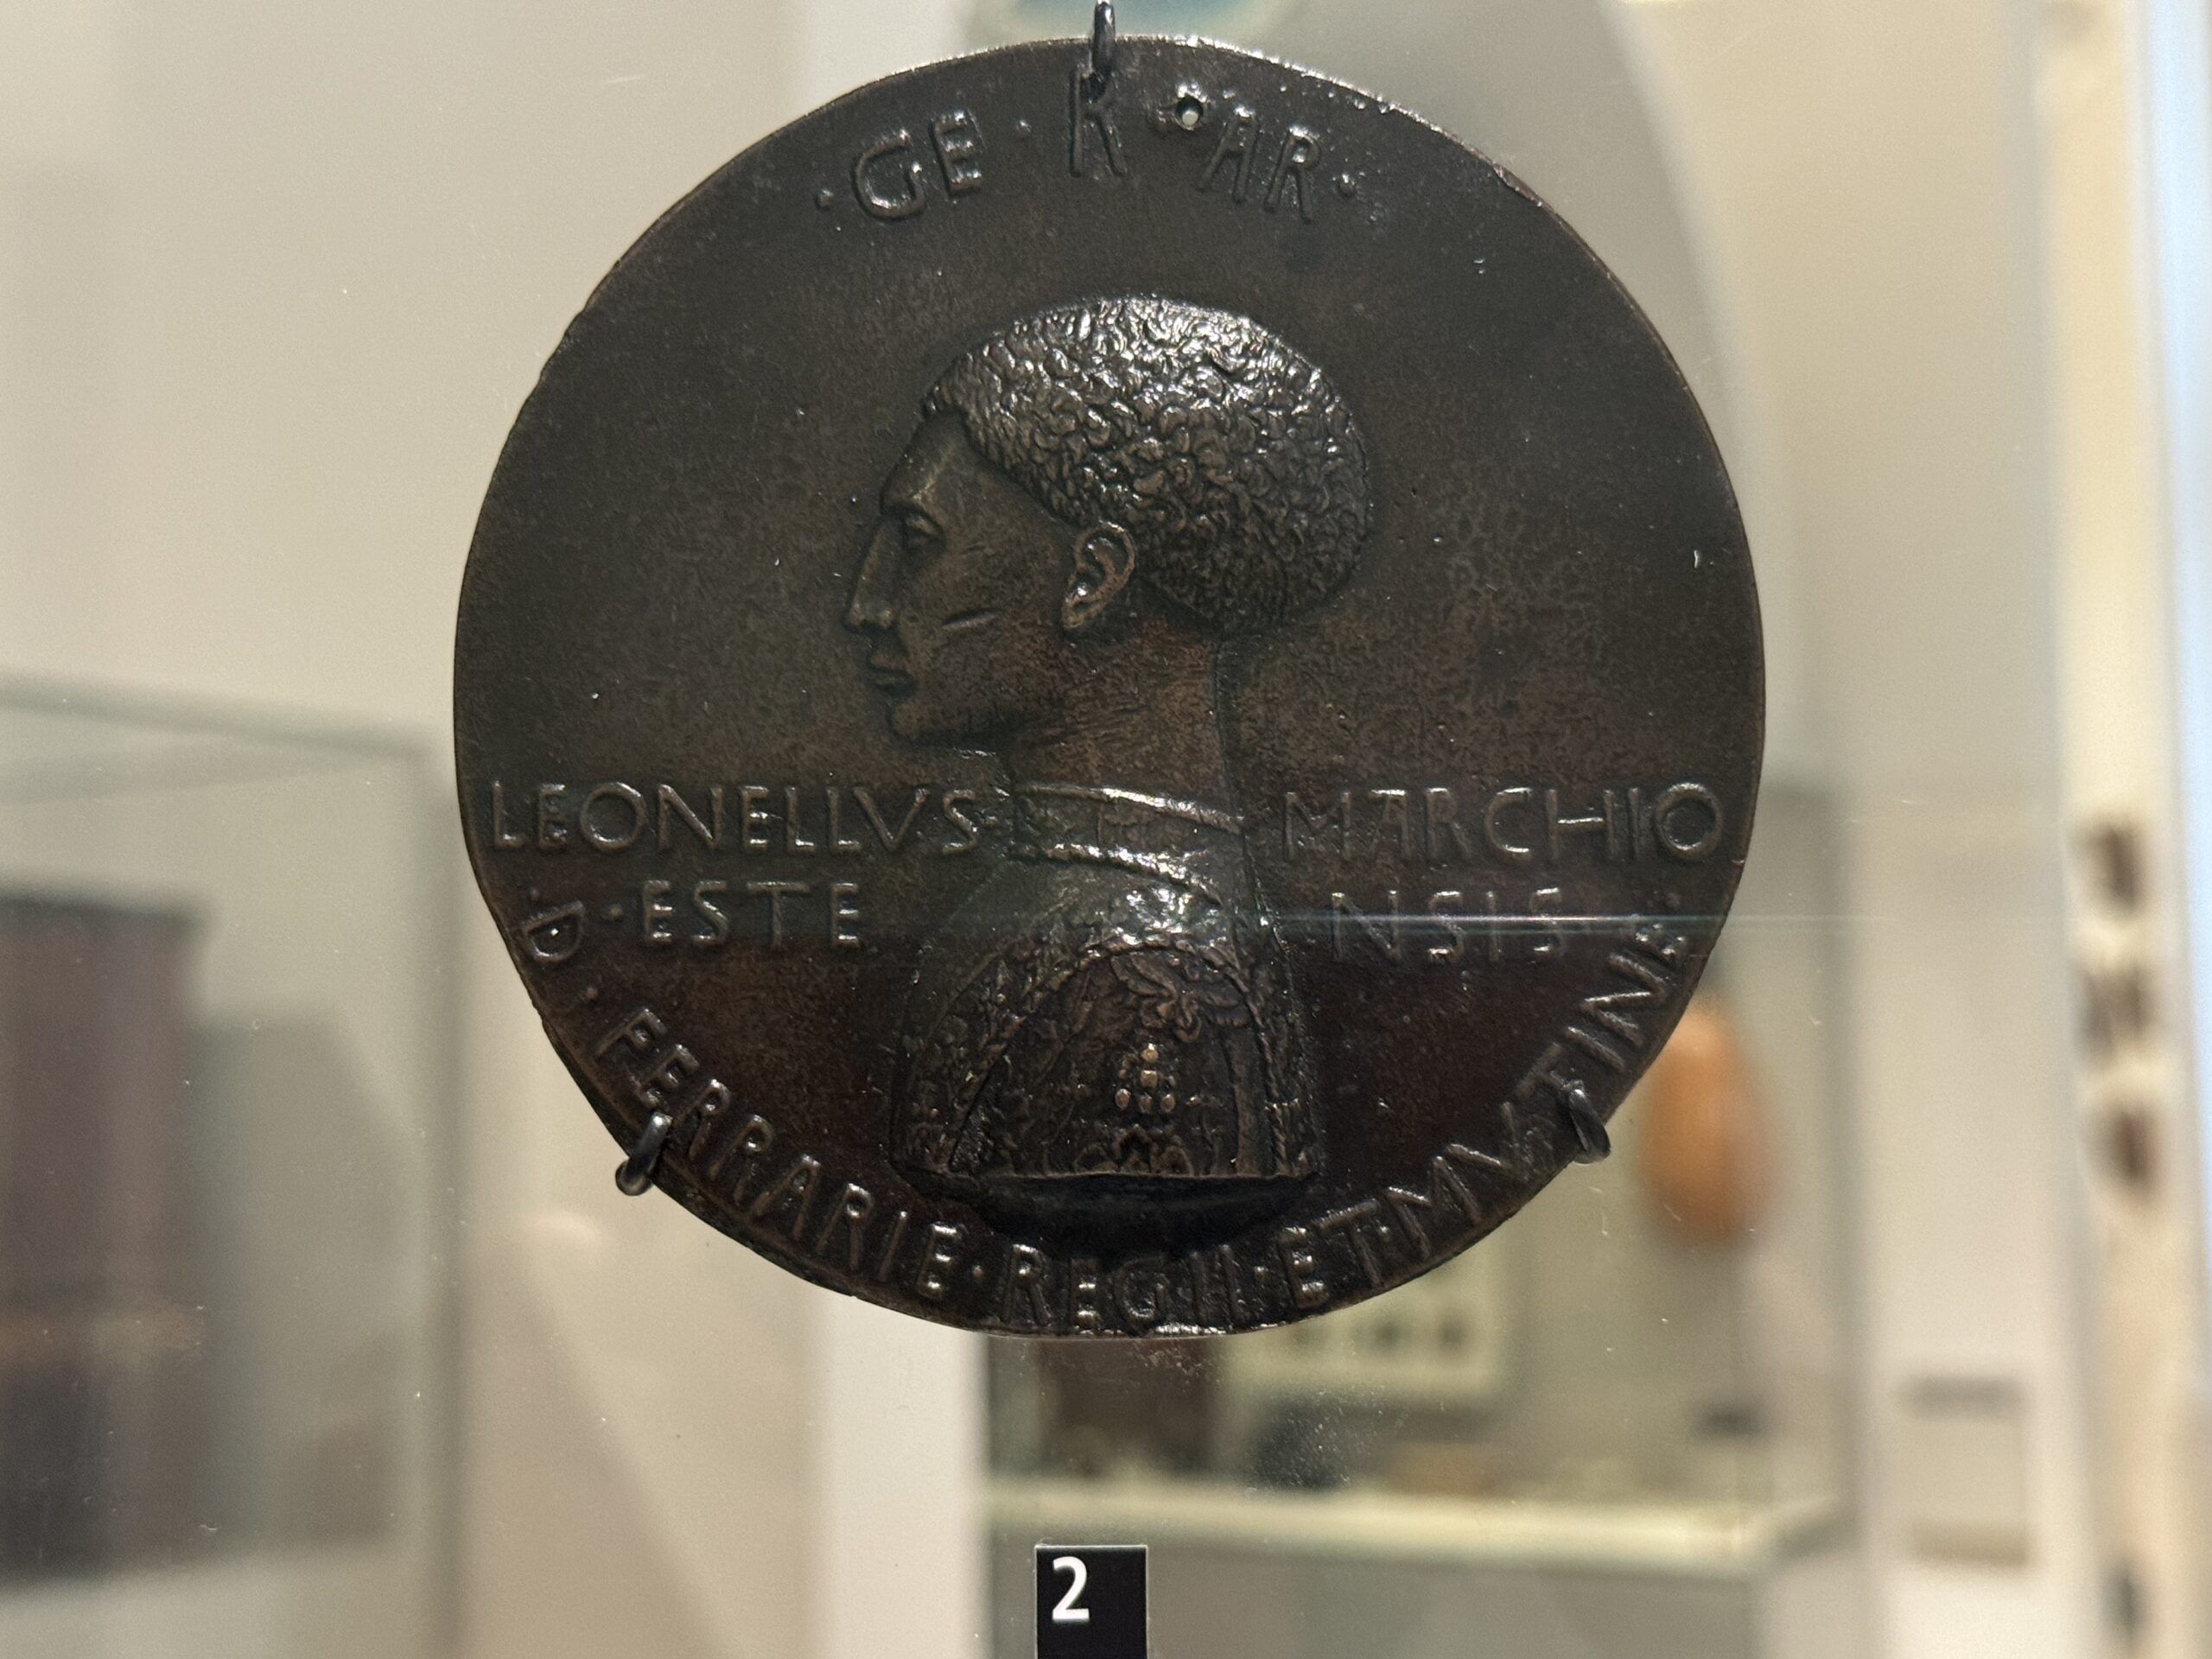 ·GE·R·AR·
LEONELLVS MARCHIO
·D·ESTE NSIS
FERRARIE·REGII·ET·MVTINE·
2